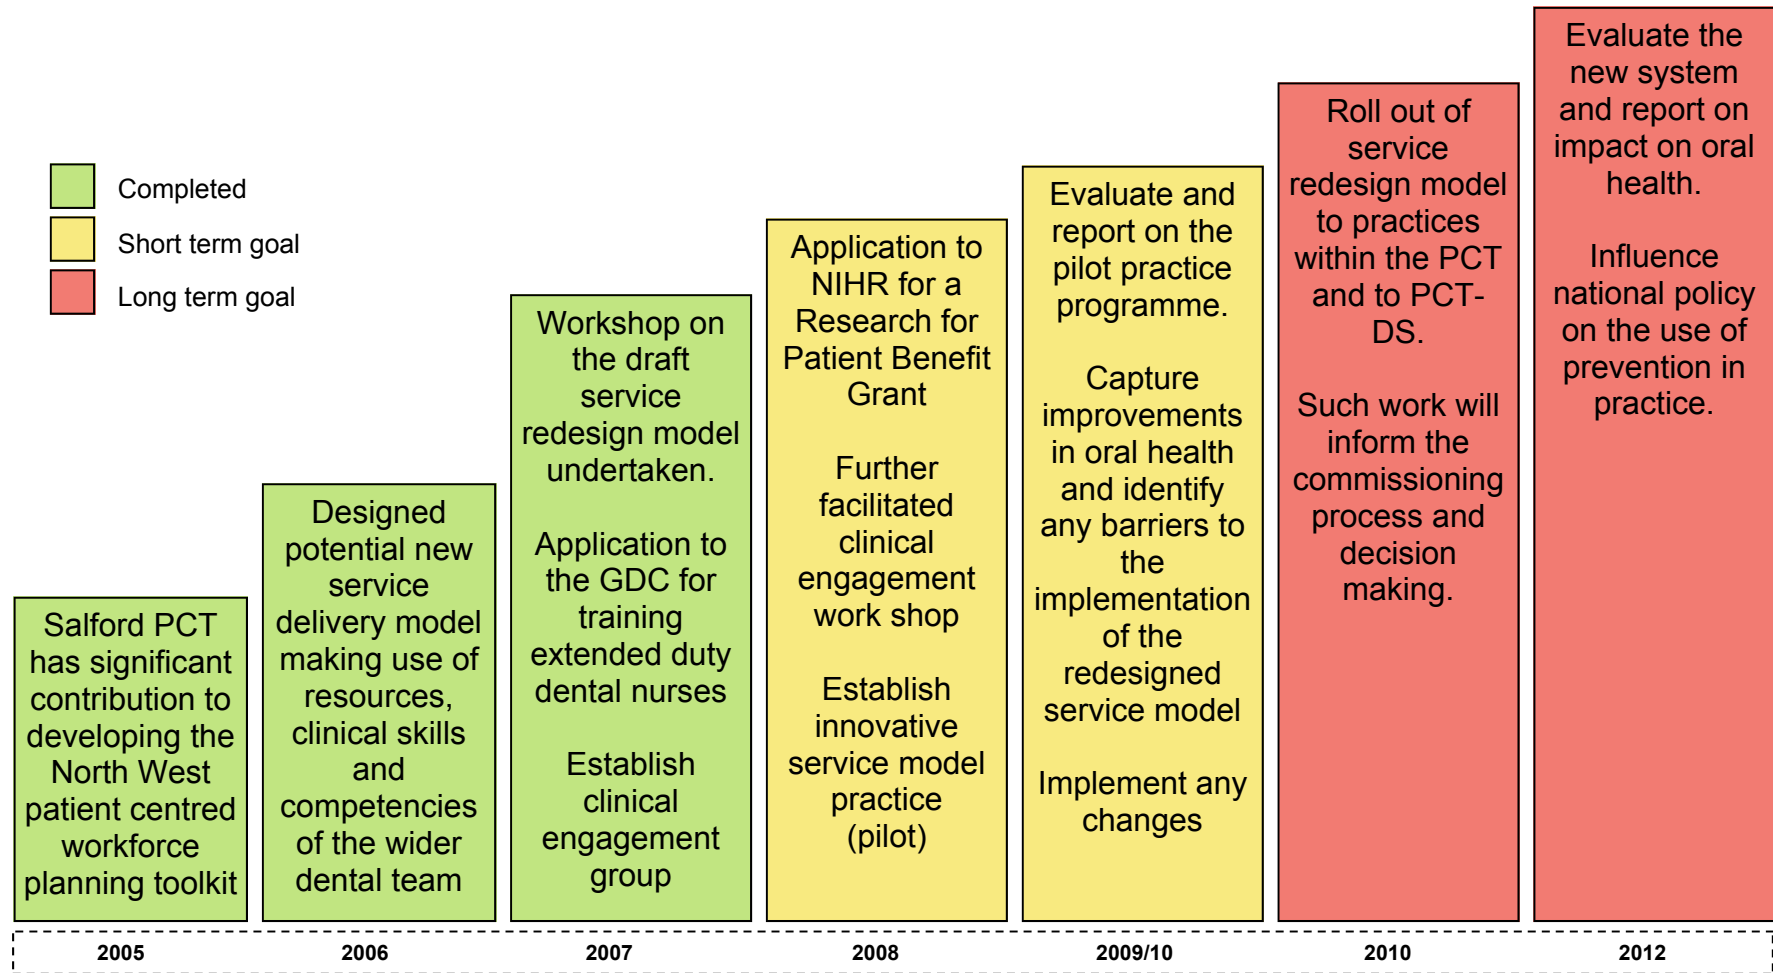 Completed
Short term goal
Long term goal
Salford PCT
has significant
contribution to
developing the
North West
patient centred
workforce
planning toolkit
Designed
potential new
service
delivery model
making use of
resources,
clinical skills
and
competencies
of the wider
dental team
Workshop on
the draft
service
redesign model
undertaken.
Application to
the GDC for
training
extended duty
dental nurses
Establish
clinical
engagement
group
Application to
NIHR for a
Research for
Patient Benefit
Grant
Further
facilitated
clinical
engagement
work shop
Establish
innovative
service model
practice
(pilot)
Evaluate and
report on the
pilot practice
programme.
Capture
improvements
in oral health
and identify
any barriers to
the
implementation
of the
redesigned
service model
Implement any
changes
Roll out of
service
redesign model
to practices
within the PCT
and to PCT-
DS.
Such work will
inform the
commissioning
process and
decision
making.
Evaluate the
new system
and report on
impact on oral
health.
Influence
national policy
on the use of
prevention in
practice.
2005
2006
2007
2008
2009/10
2010
2012